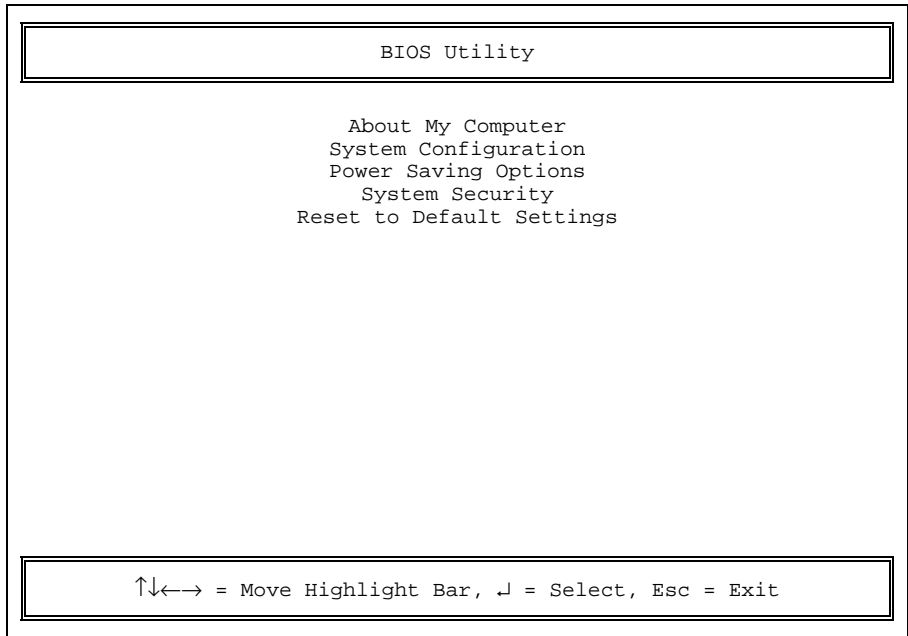 BIOS Utility
About My Computer
System Configuration
Power Saving Options
System Security
Reset to Default Settings
↑↓←→ = Move Highlight Bar, ↵ = Select, Esc = Exit